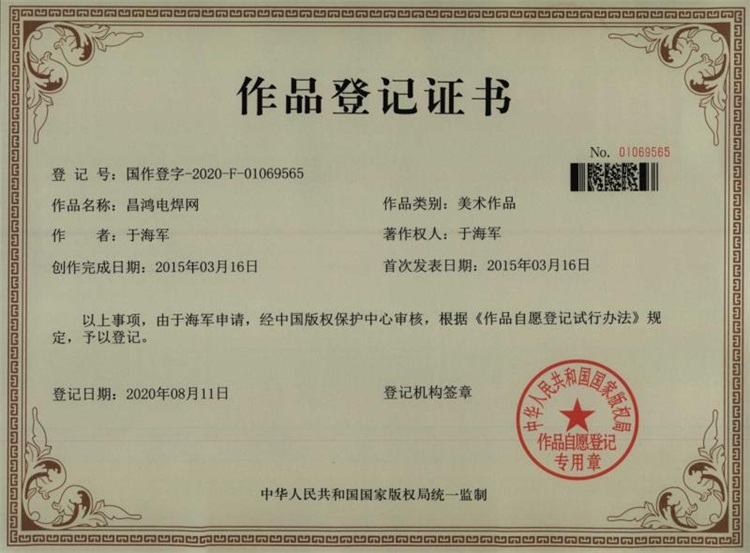 作品登记证书
No. 01069565
登 记 号：国作登字-2020-F-01069565
作品名称：昌鸿电焊网
作品类别：美术作品
作 者：于海军
著作权人：于海军
创作完成日期：2015年03月16日
首次发表日期：2015年03月16日
以上事项，由于海军申请，经中国版权保护中心审核，根据《作品自愿登记试行办法》规
定，予以登记。
登记日期：2020年08月11日
登记机构签章
中华人民共和国国家版权局
作品自愿登记
专用章
中华人民共和国国家版权局统一监制